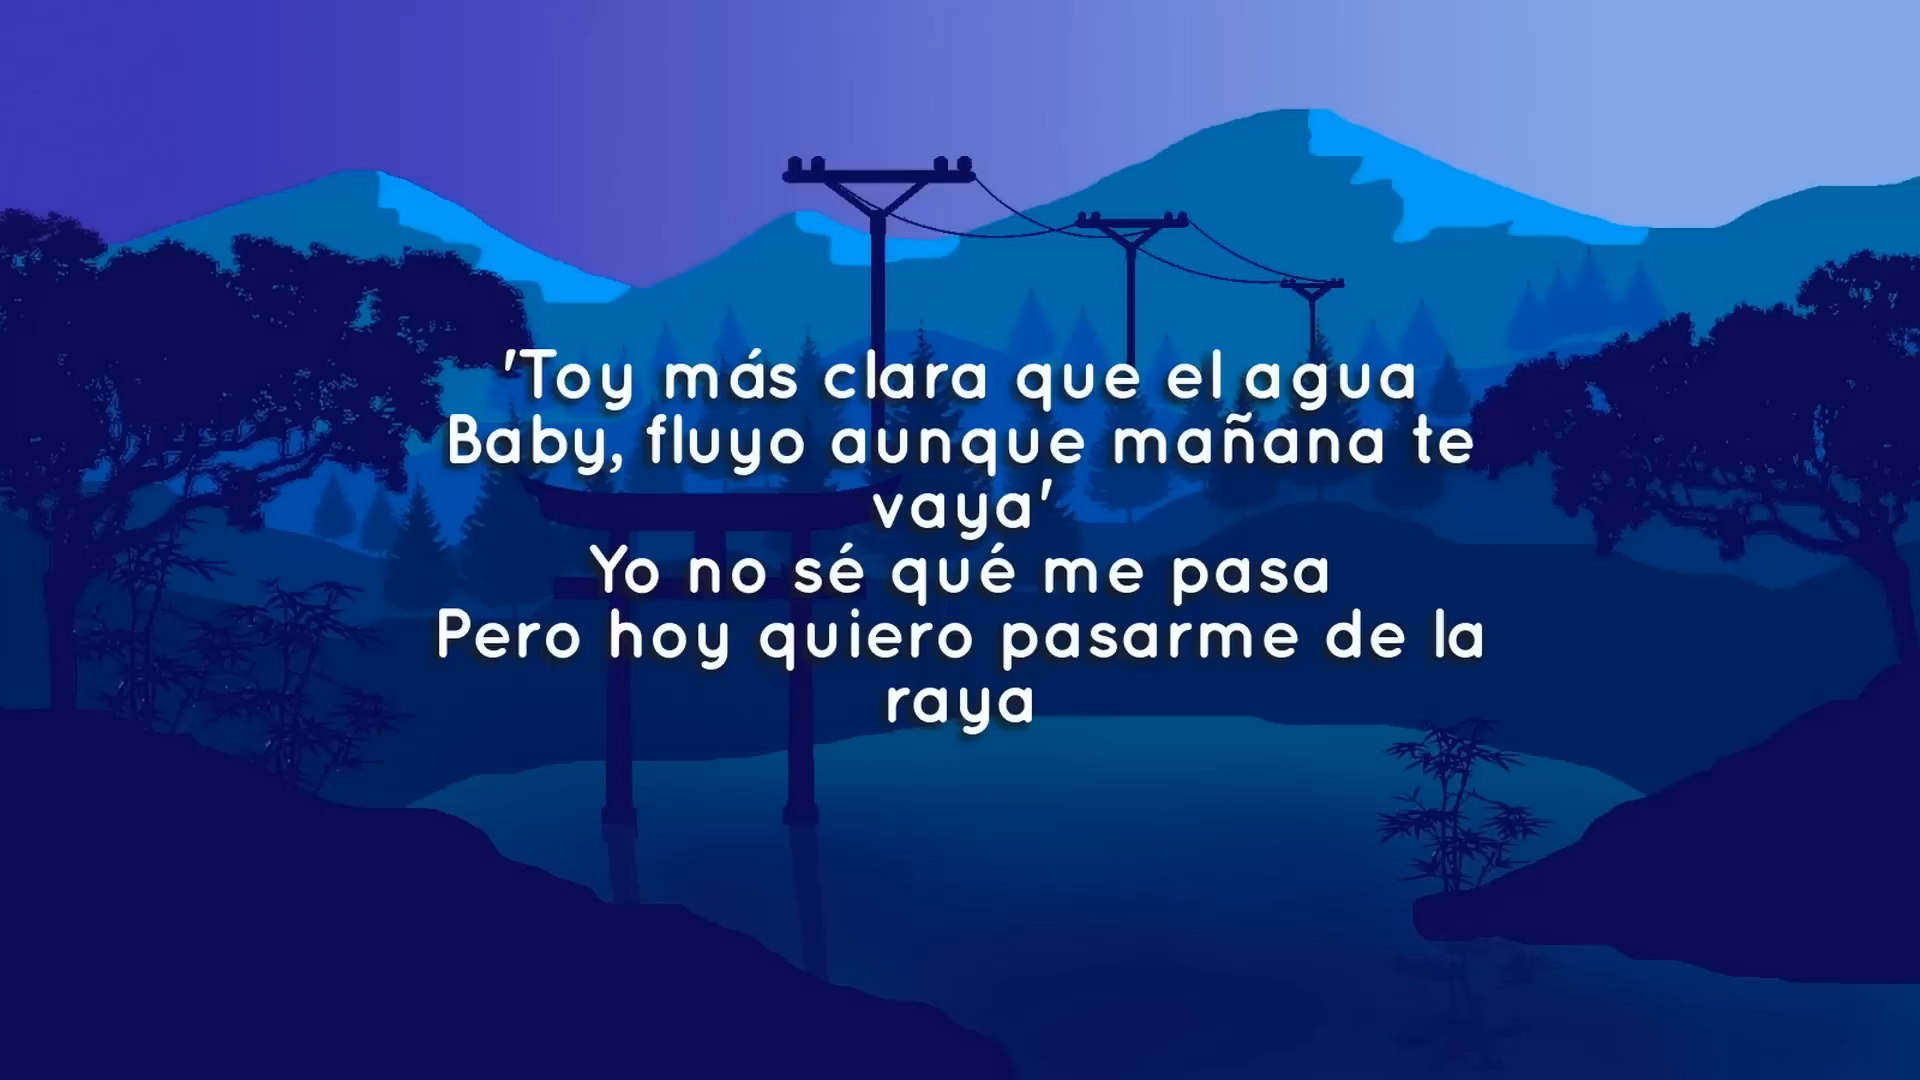 'Toy más clara que el agua
Baby, fluyo aunque mañana te
vaya'
Yo no sé qué me pasa
Pero hoy quiero pasarme de la
raya